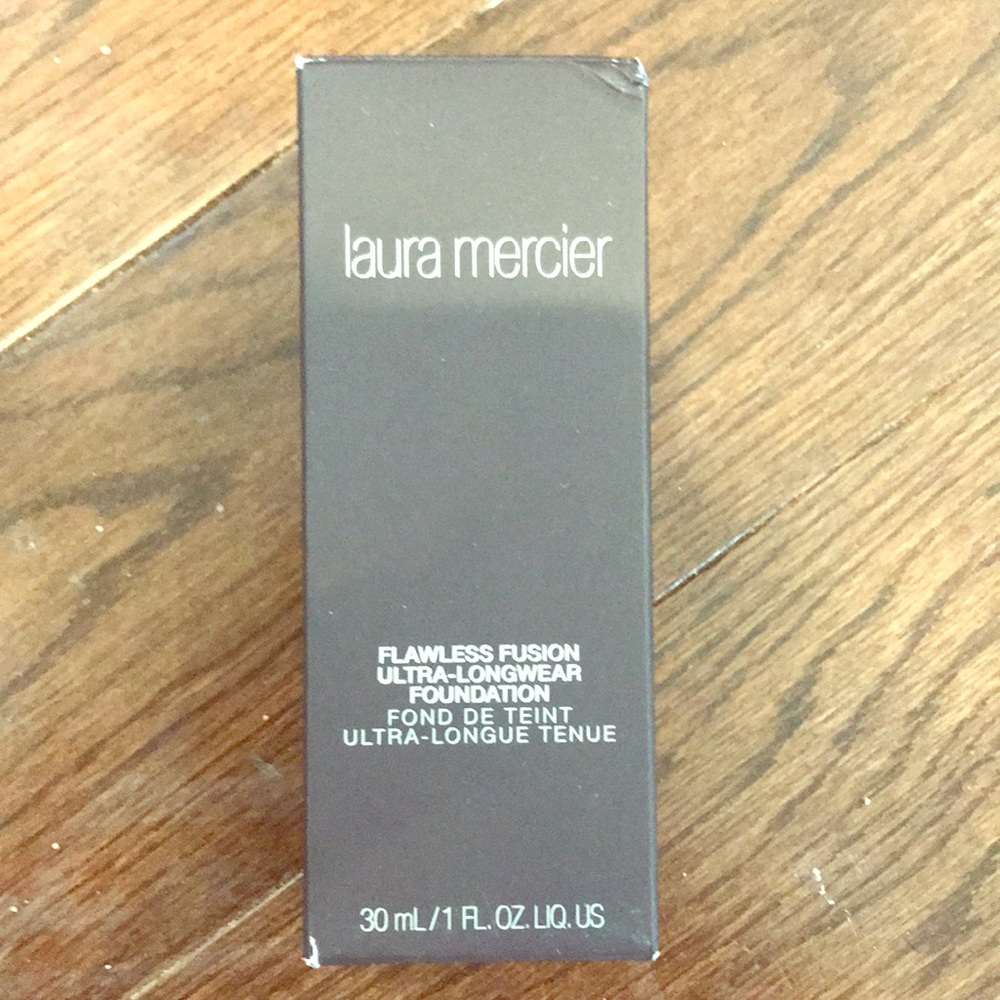 laura mercier
FLAWLESS FUSION
ULTRA-LONGWEAR
FOUNDATION
FOND DE TEINT
ULTRA-LONGUE TENUE
30 mL/1 FL. OZ. LIQ. US